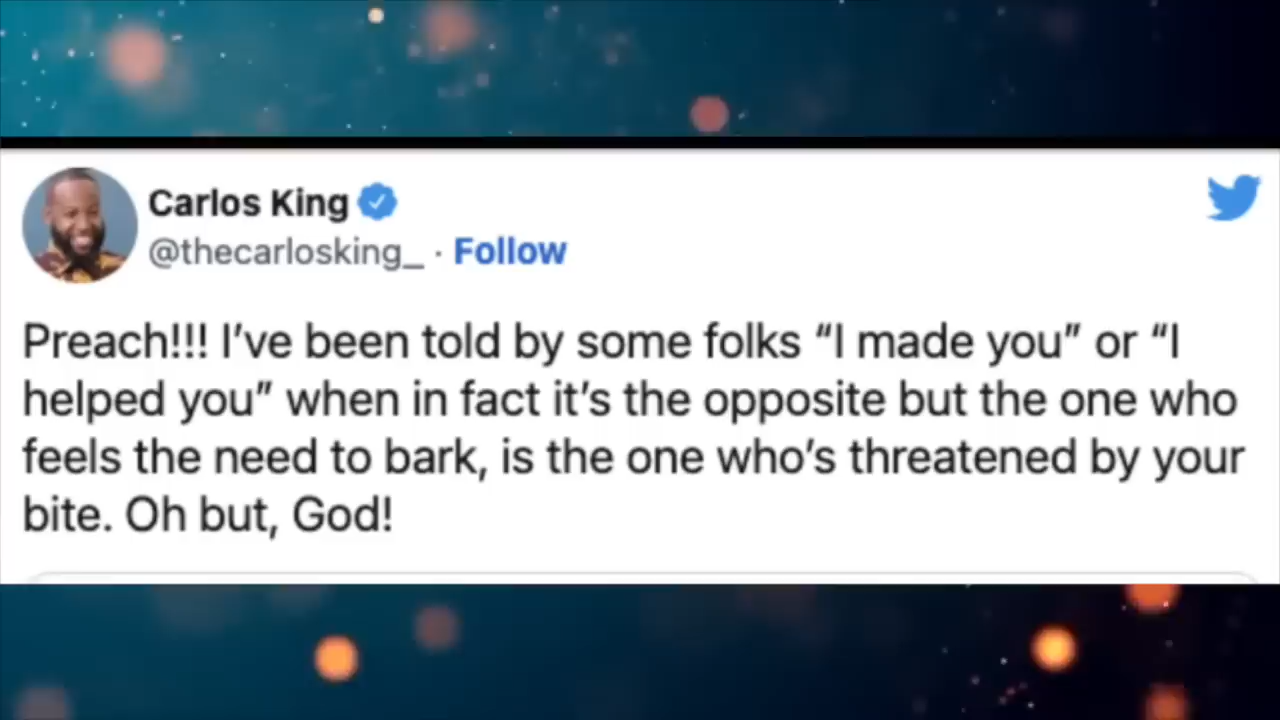 Carlos King
@thecarlosking_ · Follow
Preach!!! I’ve been told by some folks “I made you” or “I
helped you” when in fact it’s the opposite but the one who
feels the need to bark, is the one who’s threatened by your
bite. Oh but, God!